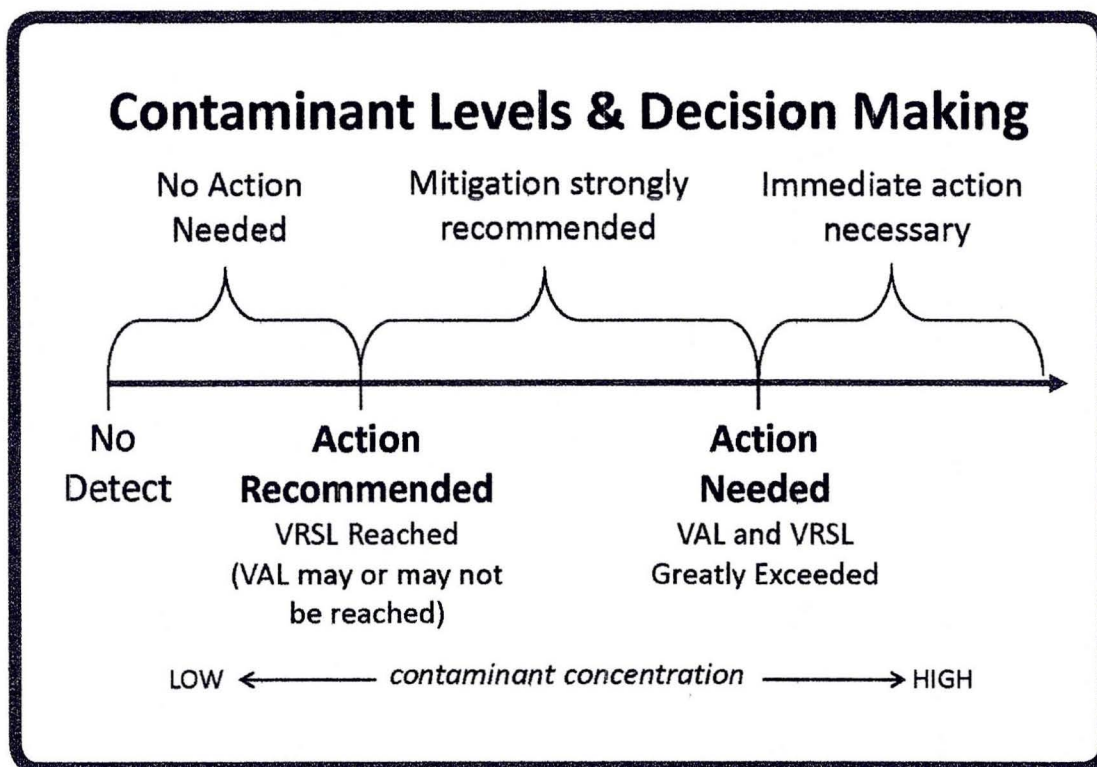 Contaminant Levels & Decision Making
No Action
Needed
Mitigation strongly
recommended
Immediate action
necessary
No
Detect
Action
Recommended
VRSL Reached
(VAL may or may not
be reached)
Action
Needed
VAL and VRSL
Greatly Exceeded
LOW contaminant concentration HIGH